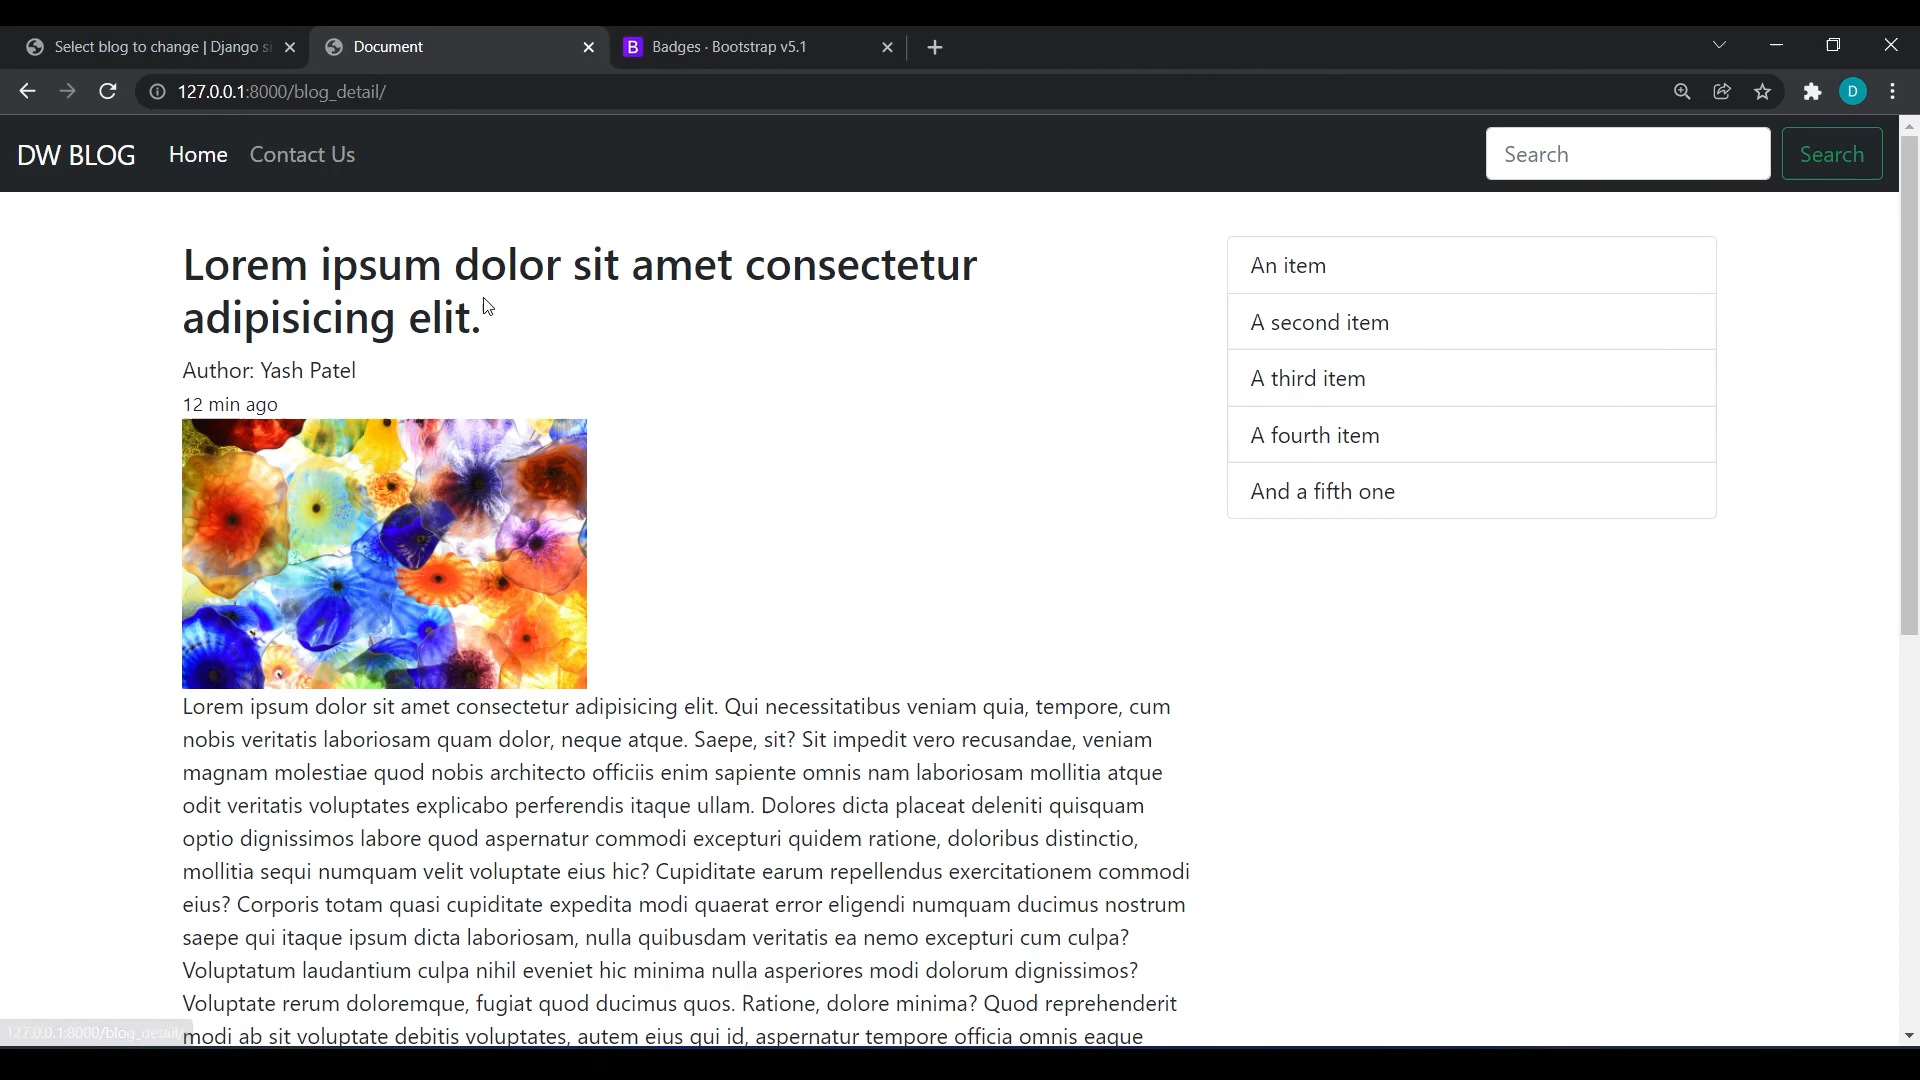 Select blog to change | Django si
Document
Badges · Bootstrap v5.1
127.0.0.1:8000/blog_detail/
D
DW BLOG
Home
Contact Us
Search
Search
Lorem ipsum dolor sit amet consectetur
adipisicing elit.
Author: Yash Patel
12 min ago
An item
A second item
A third item
A fourth item
And a fifth one
Lorem ipsum dolor sit amet consectetur adipisicing elit. Qui necessitatibus veniam quia, tempore, cum
nobis veritatis laboriosam quam dolor, neque atque. Saepe, sit? Sit impedit vero recusandae, veniam
magnam molestiae quod nobis architecto officiis enim sapiente omnis nam laboriosam mollitia atque
odit veritatis voluptates explicabo perferendis itaque ullam. Dolores dicta placeat deleniti quisquam
optio dignissimos labore quod aspernatur commodi excepturi quidem ratione, doloribus distinctio,
mollitia sequi numquam velit voluptate eius hic? Cupiditate earum repellendus exercitationem commodi
eius? Corporis totam quasi cupiditate expedita modi quaerat error eligendi numquam ducimus nostrum
saepe qui itaque ipsum dicta laboriosam, nulla quibusdam veritatis ea nemo excepturi cum culpa?
Voluptatum laudantium culpa nihil eveniet hic minima nulla asperiores modi dolorum dignissimos?
Voluptate rerum doloremque, fugiat quod ducimus quos. Ratione, dolore minima? Quod reprehenderit
127.0.0.1:8000/blog_detail/
modi ab sit voluptate debitis voluptates, autem eius qui id, aspernatur tempore officia omnis eaque